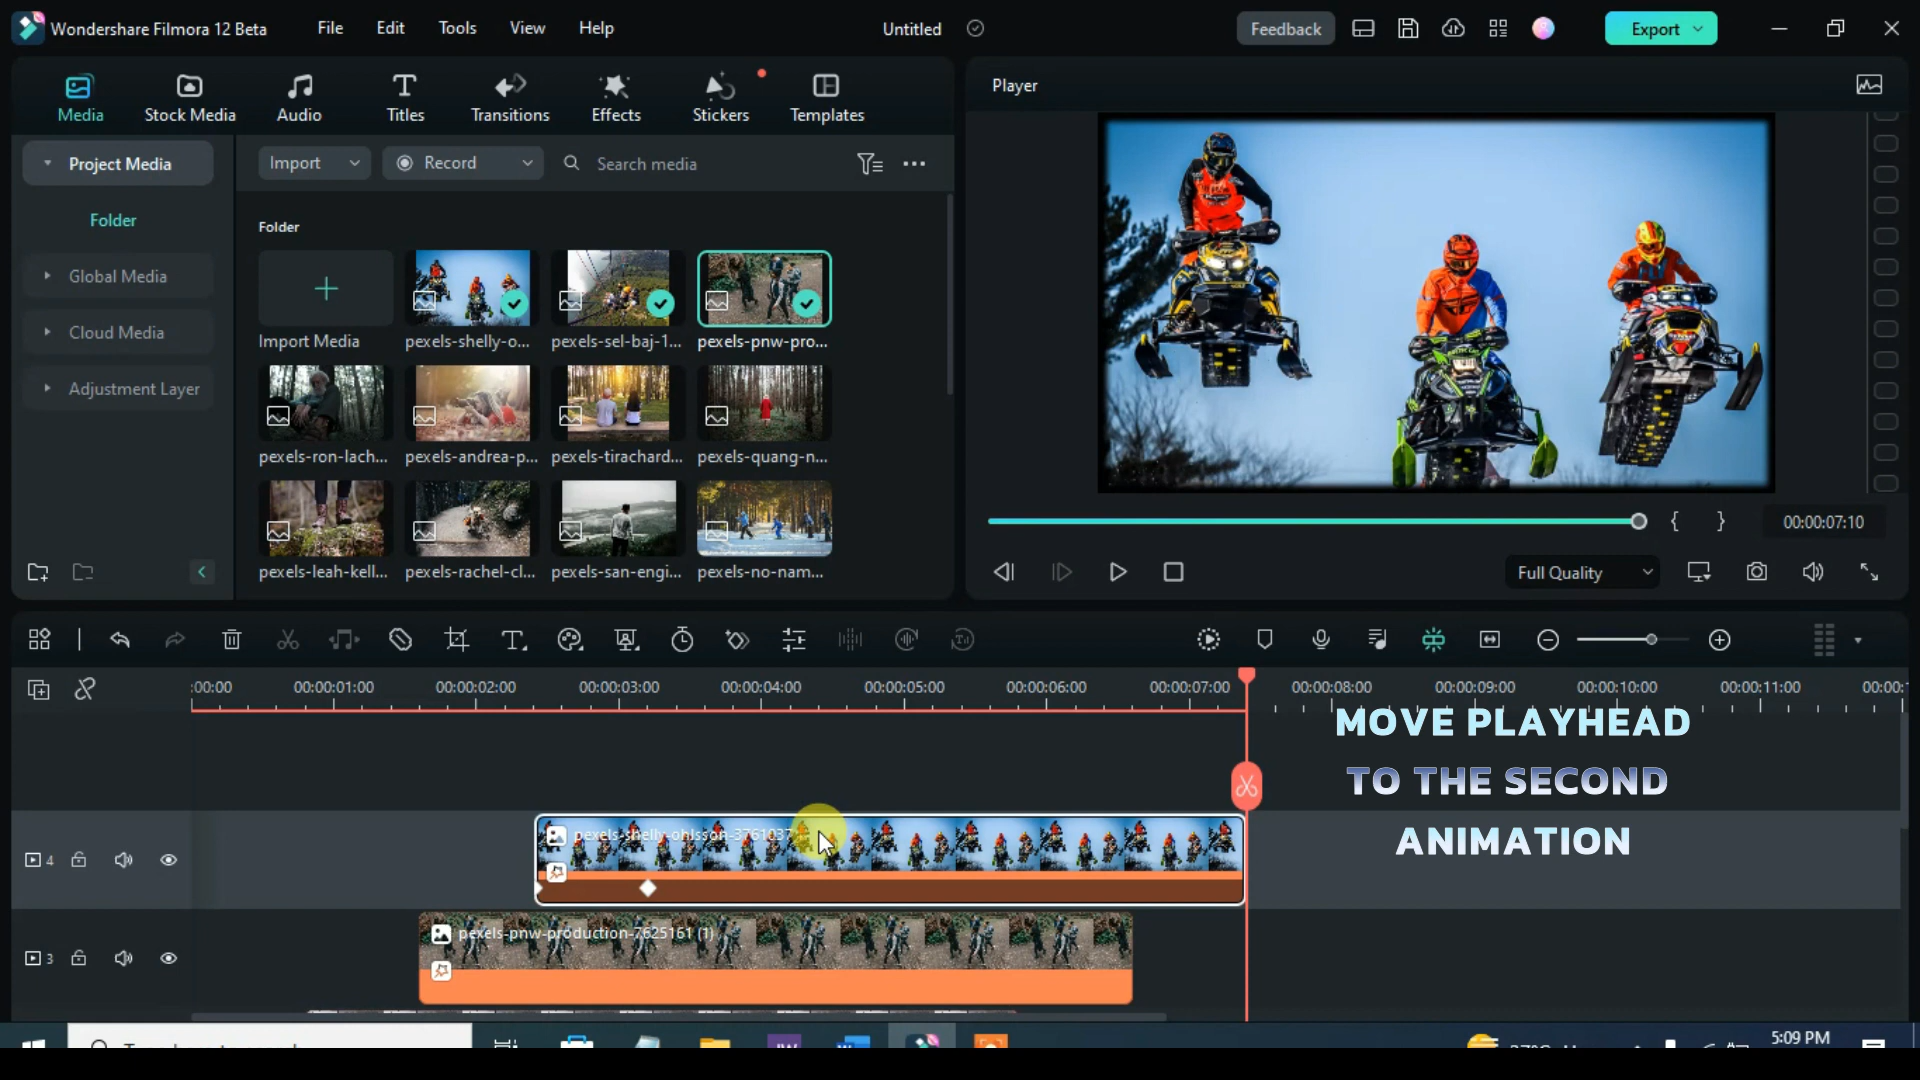 Wondershare Filmora 12 Beta
File
Edit
Tools
View
Help
Untitled
Feedback
Export
Media
Stock Media
Audio
Titles
Transitions
Effects
Stickers
Templates
Player
Project Media
Folder
Global Media
Cloud Media
Adjustment Layer
Import
Record
Search media
Folder
Import Media
pexels-shelly-o...
pexels-sel-baj-1...
pexels-pnw-pro...
pexels-ron-lach...
pexels-andrea-p...
pexels-tirachard...
pexels-quang-n...
pexels-leah-kell...
pexels-rachel-cl...
pexels-san-engi...
pexels-no-nam...
00:00:07:10
Full Quality
:00:00
00:00:01:00
00:00:02:00
00:00:03:00
00:00:04:00
00:00:05:00
00:00:06:00
00:00:07:00
00:00:08:00
00:00:09:00
00:00:10:00
00:00:11:00
00:00:
MOVE PLAYHEAD
TO THE SECOND
ANIMATION
4
pexels-shelly-ohlsson-3761037
3
pexels-pnw-production-7625161 (1)
5:09 PM